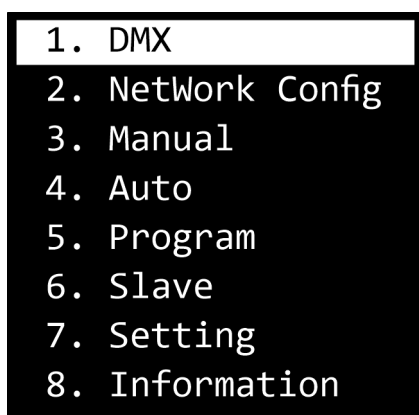 1. DMX
2. NetWork Config
3. Manual
4. Auto
5. Program
6. Slave
7. Setting
8. Information